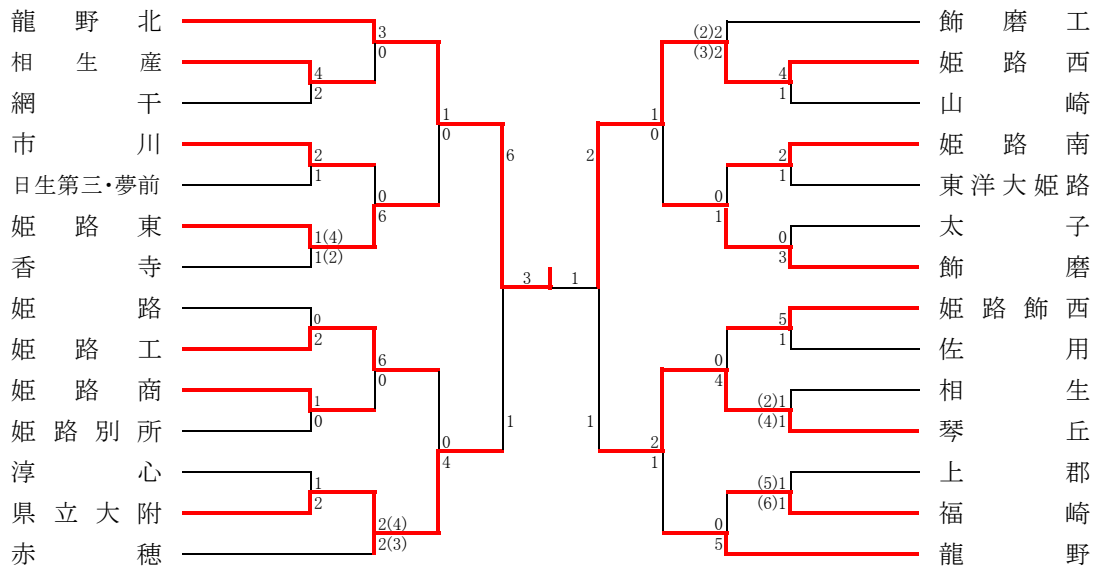 龍野北
相生産
網干
市川
日生第三・夢前
姫路東
香寺
姫路
姫路工
姫路商
姫路別所
淳心
県立大附
赤穂
3
0
4
2
2
1
0
6
1(4)
1(2)
1
0
6
0
2
6
0
1
0
1
2
2(4)
2(3)
0
4
1
3
1
2
1
(2)2
(3)2
4
1
1
0
2
1
0
1
0
3
5
1
0
4
(2)1
(4)1
2
1
(5)1
(6)1
0
5
飾磨工
姫路西
山崎
姫路南
東洋大姫路
太子
飾磨
姫路飾西
佐用
相生
琴丘
上郡
福崎
龍野